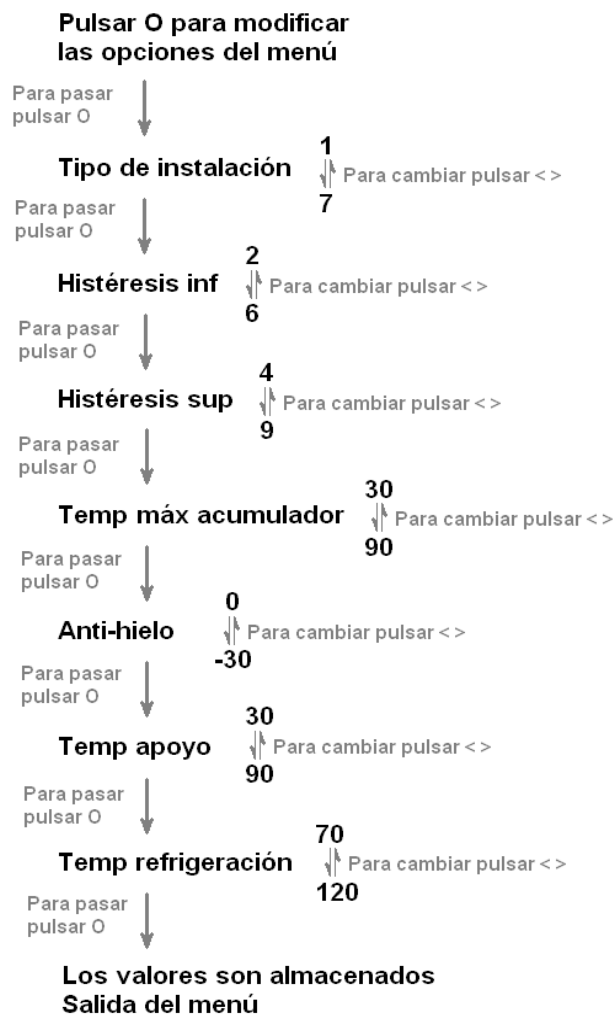 Pulsar O para modificar
las opciones del menú
Para pasar
pulsar O
1
Tipo de instalación
Para cambiar pulsar < >
7
Para pasar
pulsar O
2
Histéresis inf
Para cambiar pulsar < >
6
Para pasar
pulsar O
4
Histéresis sup
Para cambiar pulsar < >
9
Para pasar
pulsar O
30
Temp máx acumulador
Para cambiar pulsar < >
90
Para pasar
pulsar O
0
Anti-hielo
Para cambiar pulsar < >
-30
Para pasar
pulsar O
30
Temp apoyo
Para cambiar pulsar < >
90
Para pasar
pulsar O
70
Temp refrigeración
Para cambiar pulsar < >
120
Para pasar
pulsar O
Los valores son almacenados
Salida del menú